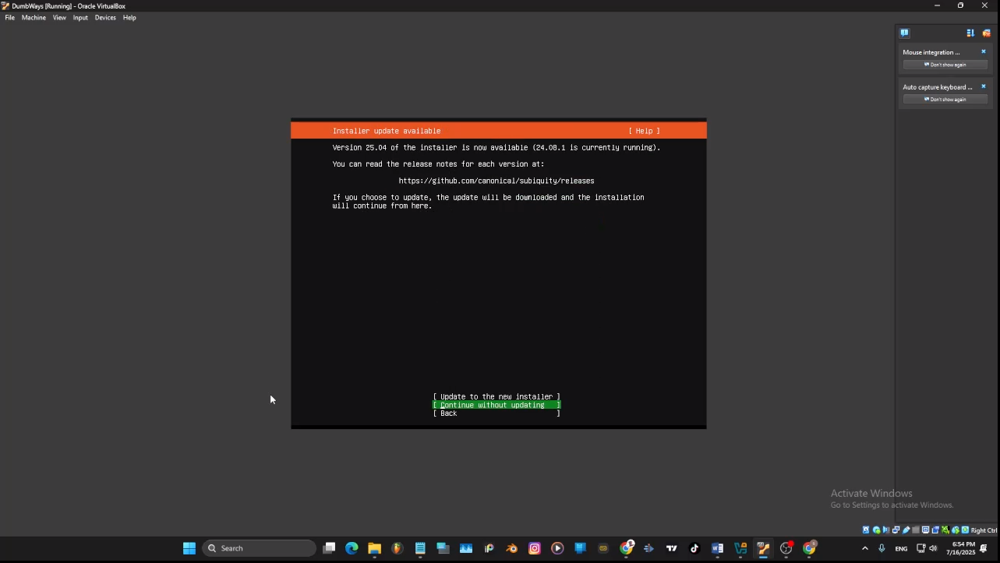 DumbWays [Running] - Oracle VirtualBox
File Machine View Input Devices Help
Mouse integration ...
Don't show again
Auto capture keyboard ...
Don't show again
Installer update available [ Help ]
Version 25.04 of the installer is now available (24.08.1 is currently running).
You can read the release notes for each version at:
https://github.com/canonical/subiquity/releases
If you choose to update, the update will be downloaded and the installation
will continue from here.
[ Update to the new installer ]
[ Continue without updating ]
[ Back ]
Activate Windows
Go to Settings to activate Windows.
Right Ctrl
Search
ENG
6:54 PM
7/16/2025